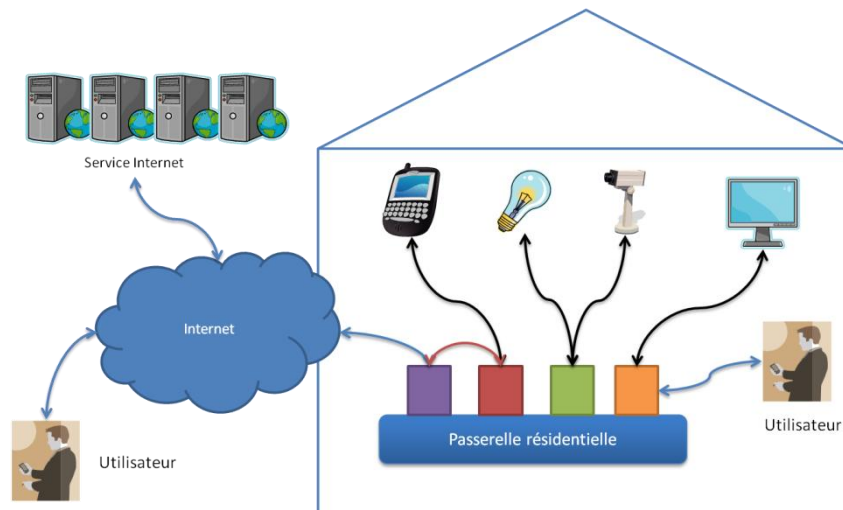 Service Internet
Internet
Passerelle résidentielle
Utilisateur
Utilisateur